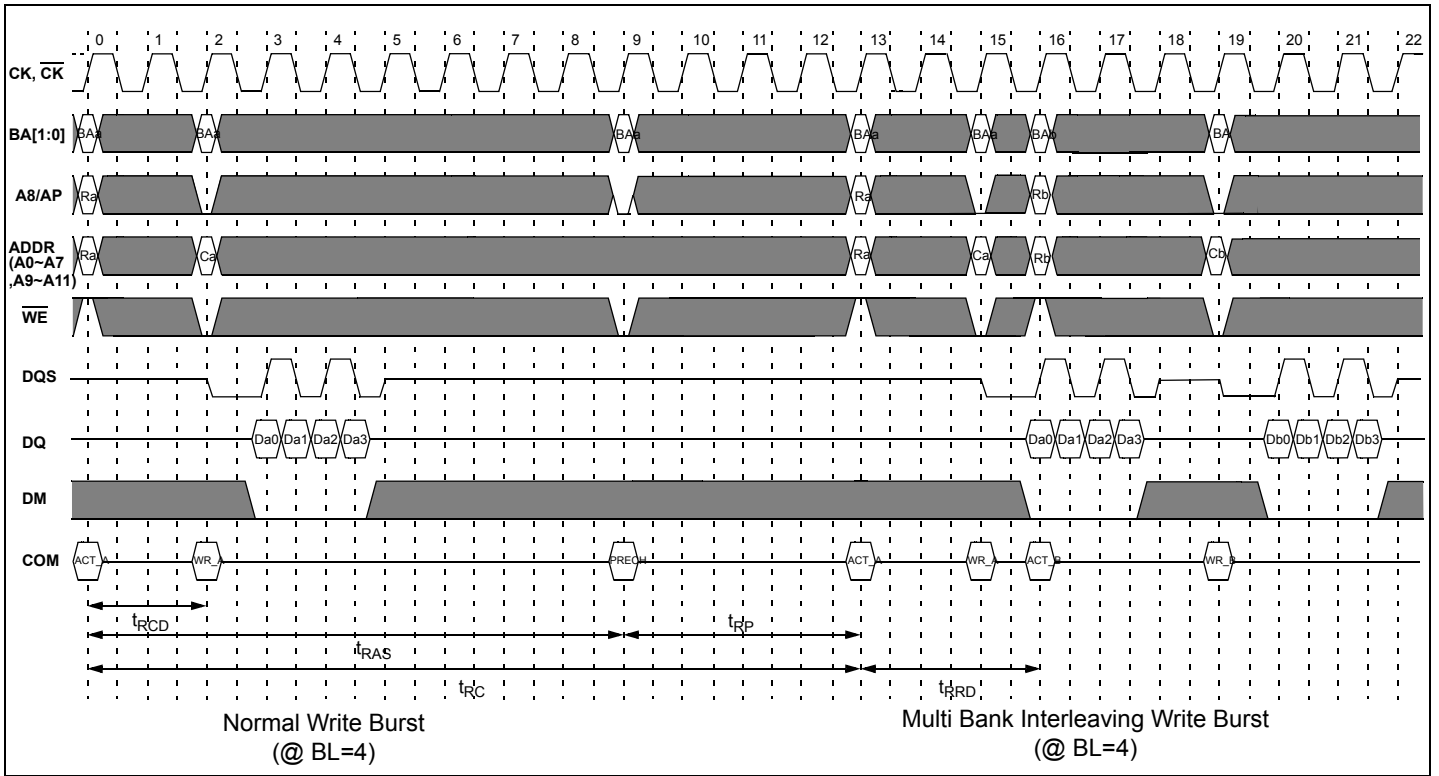 0 1 2 3 4 5 6 7 8 9 10 11 12 13 14 15 16 17 18 19 20 21 22
CK, CK
BA[1:0] BAa BAa BAa BAa BAa BAb BA
A8/AP Ra Ra Rb
ADDR
(A0~A7
,A9~A11) Ra Ca Ra Ca Rb Cb
WE
DQS
DQ Da0 Da1 Da2 Da3 Da0 Da1 Da2 Da3 Db0 Db1 Db2 Db3
DM
COM ACT_A WR_A PRECH ACT_A WR_A ACT_B WR_B
tRCD
tRP
tRAS
tRC tRRD
Normal Write Burst
(@ BL=4)
Multi Bank Interleaving Write Burst
(@ BL=4)